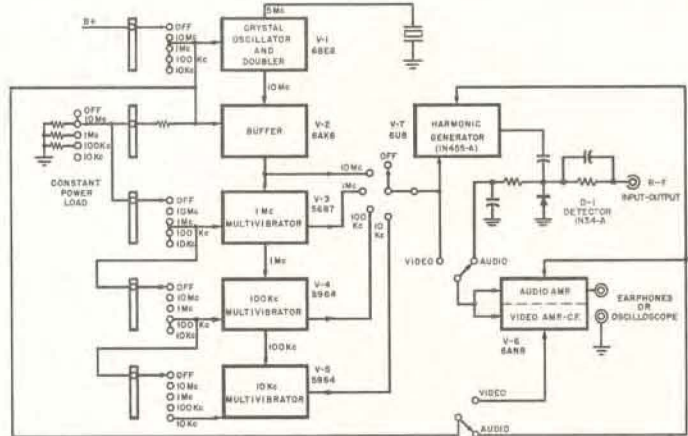 B+
OFF
10Mc
1Mc
100Kc
10Kc
5Mc
CRYSTAL
OSCILLATOR
AND
DOUBLER
V-1
6BE8
10Mc
OFF
10Mc
1Mc
100Kc
10Kc
CONSTANT
POWER
LOAD
BUFFER
V-2
6AK6
V-7
6U8
HARMONIC
GENERATOR
(IN455-A)
10Mc
OFF
1Mc
100
Kc
10
Kc
R-F
INPUT-OUTPUT
D-1
DETECTOR
IN34-A
OFF
10Mc
1Mc
100Kc
10Kc
1Mc
MULTIVIBRATOR
V-3
5687
VIDEO
AUDIO
1Mc
OFF
10Mc
1Mc
100Kc
10Kc
100Kc
MULTIVIBRATOR
V-4
5964
AUDIO AMP.
VIDEO AMP.-C.F.
EARPHONES
OR
OSCILLOSCOPE
V-6
6AN8
100Kc
OFF
10Mc
1Mc
100Kc
10Kc
10Kc
MULTIVIBRATOR
V-5
5964
VIDEO
AUDIO